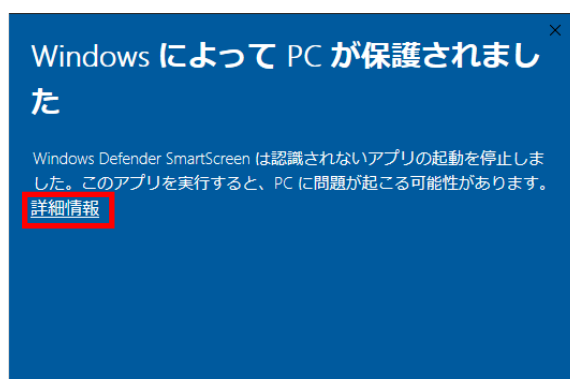 Windows によって PC が保護されまし
た
Windows Defender SmartScreen は認識されないアプリの起動を停止しま
した。このアプリを実行すると、PC に問題が起こる可能性があります。
詳細情報